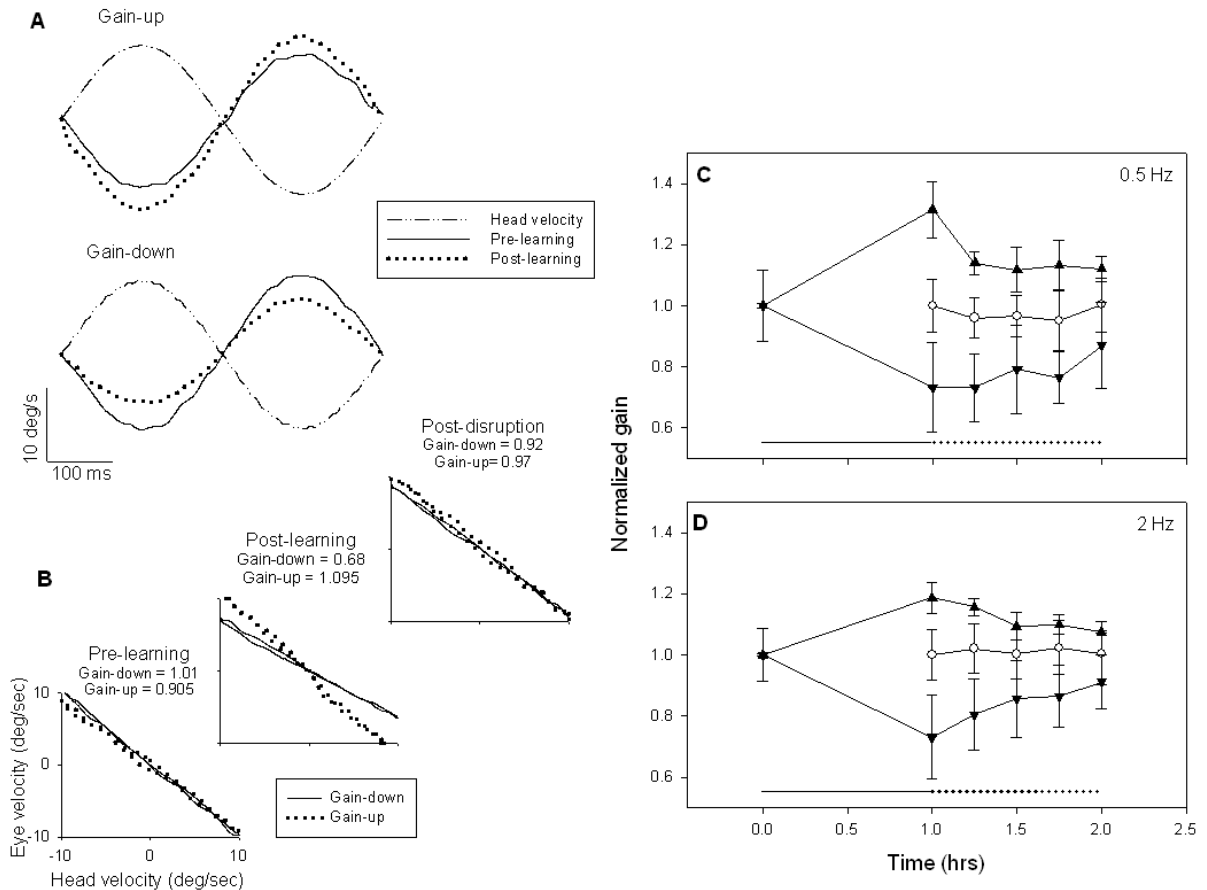 A
Gain-up
Head velocity
Pre-learning
Post-learning
Gain-down
10 deg/s
100 ms
Post-disruption
Gain-down = 0.92
Gain-up= 0.97
Post-learning
Gain-down = 0.68
Gain-up = 1.095
B
Pre-learning
Gain-down = 1.01
Gain-up = 0.905
Eye velocity (deg/sec)
10
0
-10
-10 0 10
Head velocity (deg/sec)
Gain-down
Gain-up
Normalized gain
C
0.5 Hz
1.4
1.2
1.0
0.8
0.6
D
2 Hz
1.4
1.2
1.0
0.8
0.6
0.0 0.5 1.0 1.5 2.0 2.5
Time (hrs)